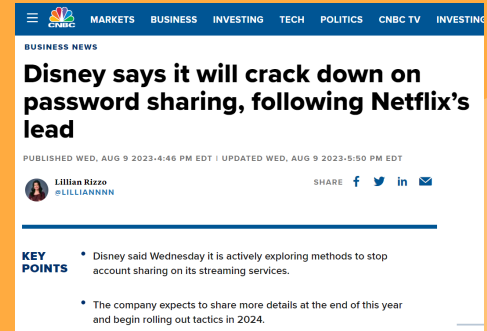 CNBC
MARKETS BUSINESS INVESTING TECH POLITICS CNBC TV INVESTING
BUSINESS NEWS
Disney says it will crack down on
password sharing, following Netflix’s
lead
PUBLISHED WED, AUG 9 2023•4:46 PM EDT | UPDATED WED, AUG 9 2023•5:50 PM EDT
Lillian Rizzo
@LILLIANNNN
SHARE f in
KEY
POINTS
• Disney said Wednesday it is actively exploring methods to stop
account sharing on its streaming services.
• The company expects to share more details at the end of this year
and begin rolling out tactics in 2024.